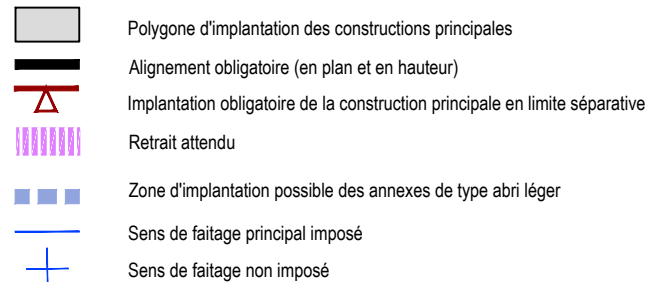 Polygone d'implantation des constructions principales
Alignement obligatoire (en plan et en hauteur)
Implantation obligatoire de la construction principale en limite séparative
Retrait attendu
Zone d'implantation possible des annexes de type abri léger
Sens de faitage principal imposé
Sens de faitage non imposé